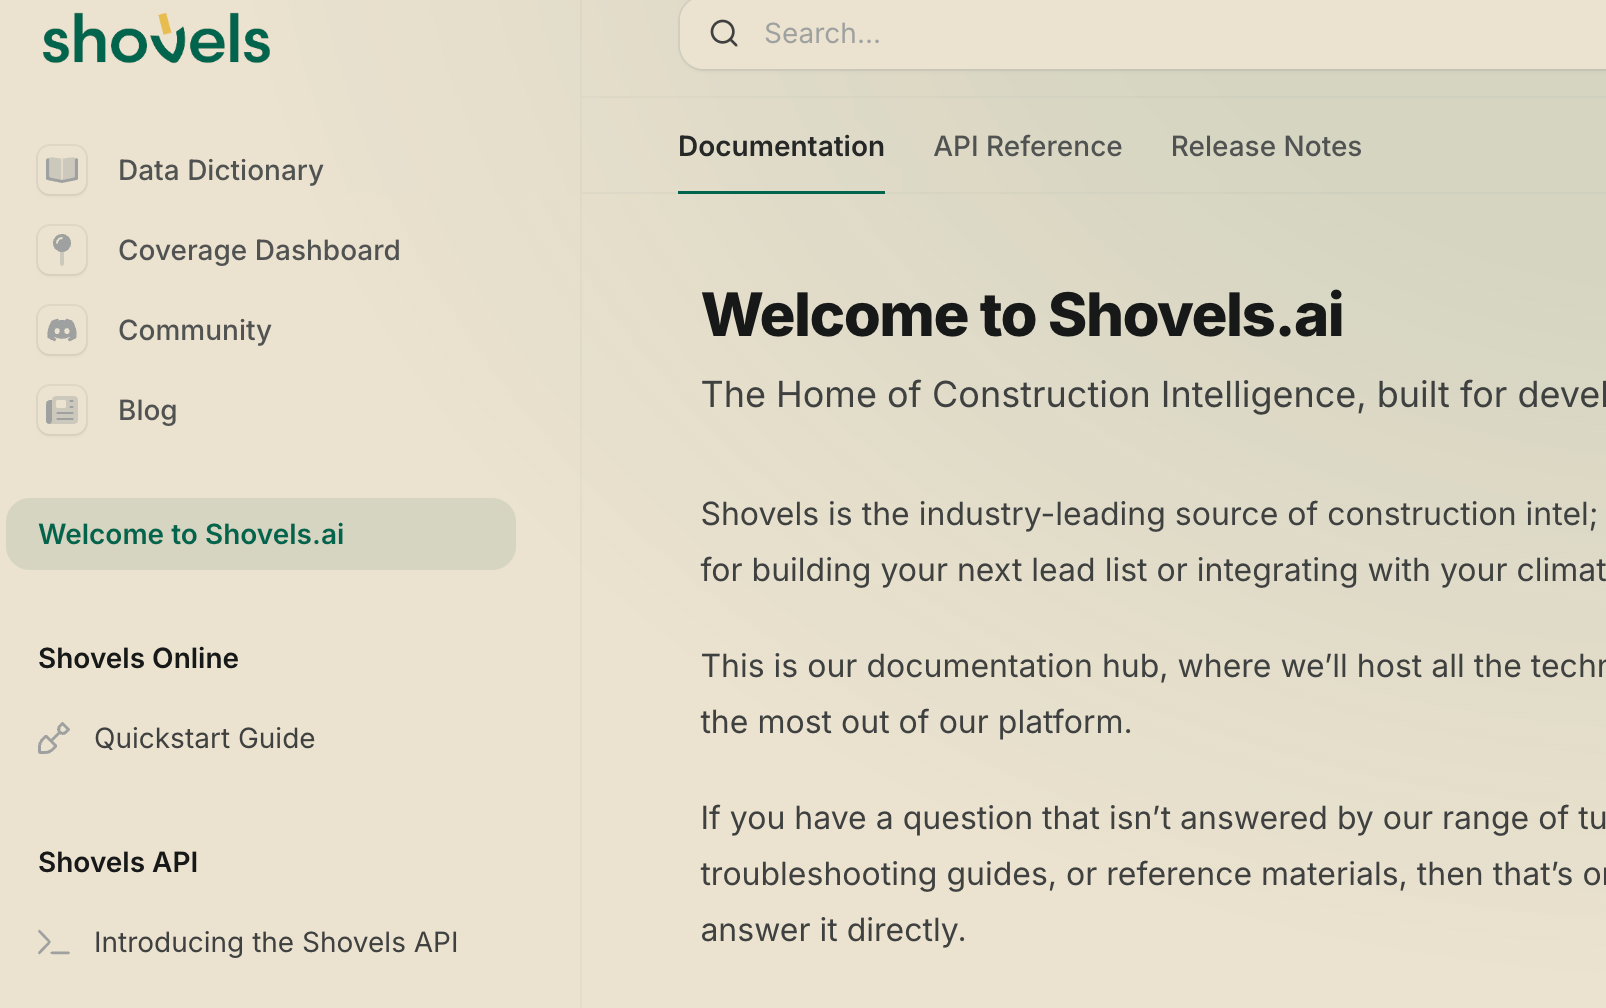 shovels
Data Dictionary
Coverage Dashboard
Community
Blog
Welcome to Shovels.ai
Shovels Online
Quickstart Guide
Shovels API
Introducing the Shovels API
Search...
Documentation
API Reference
Release Notes
Welcome to Shovels.ai
The Home of Construction Intelligence, built for
Shovels is the industry-leading source of construction intel;
for building your next lead list or integrating with your
This is our documentation hub, where we’ll host all the
the most out of our platform.
If you have a question that isn’t answered by our range of
troubleshooting guides, or reference materials, then that’s
answer it directly.